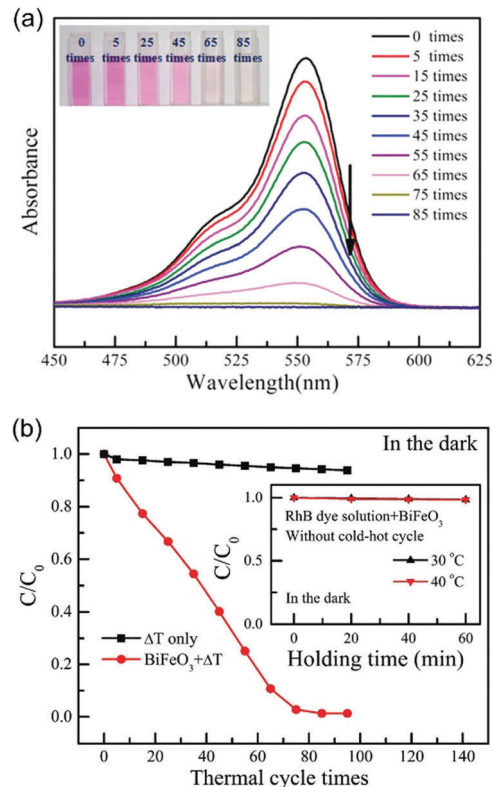 (a)
0 5 25 45 65 85
times times times times times times
0 times
5 times
15 times
25 times
35 times
45 times
55 times
65 times
75 times
85 times
Absorbance
450 475 500 525 550 575 600 625
Wavelength(nm)
(b)
In the dark
1.0
0.8
0.6
0.4
0.2
0.0
C/C0
ΔT only
BiFeO3+ΔT
1.0
0.5
0.0
C/C0
RhB dye solution+BiFeO3
Without cold-hot cycle
30 °C
40 °C
In the dark
0 20 40 60
Holding time (min)
0 20 40 60 80 100 120 140
Thermal cycle times